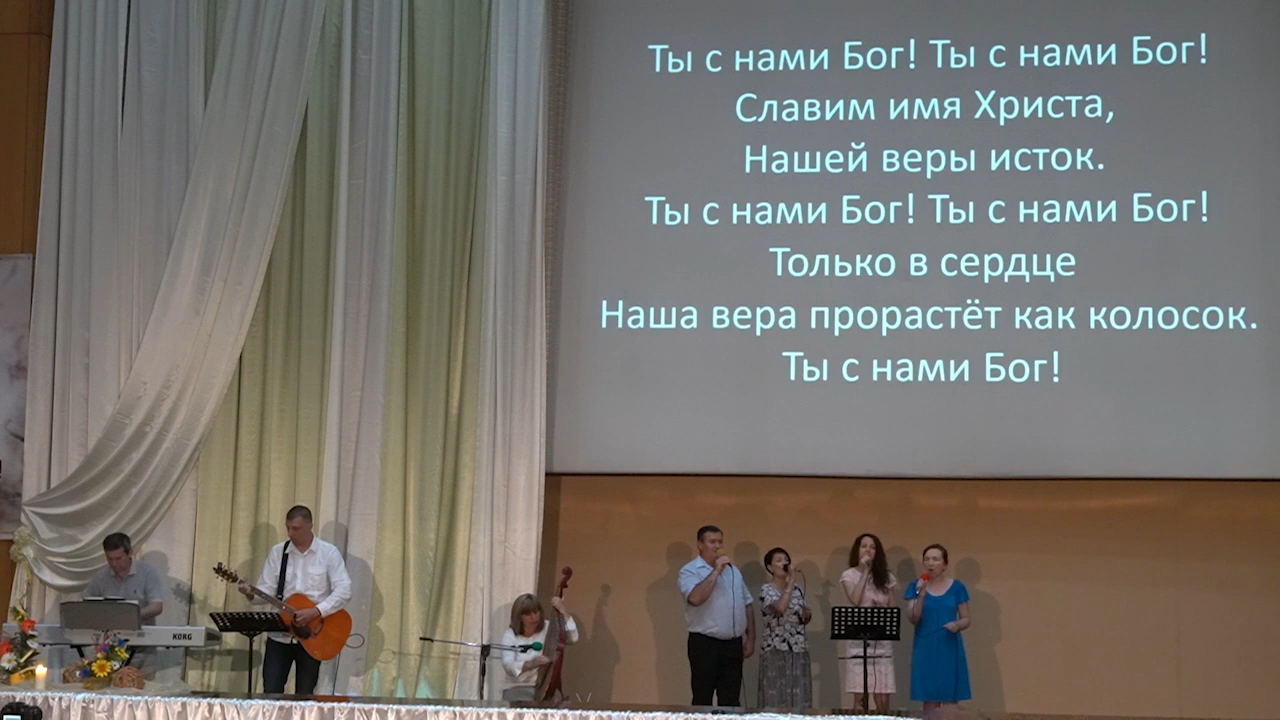 Ты с нами Бог! Ты с нами Бог!
Славим имя Христа,
Нашей веры исток.
Ты с нами Бог! Ты с нами Бог!
Только в сердце
Наша вера прорастёт как колосок.
Ты с нами Бог!
KORG